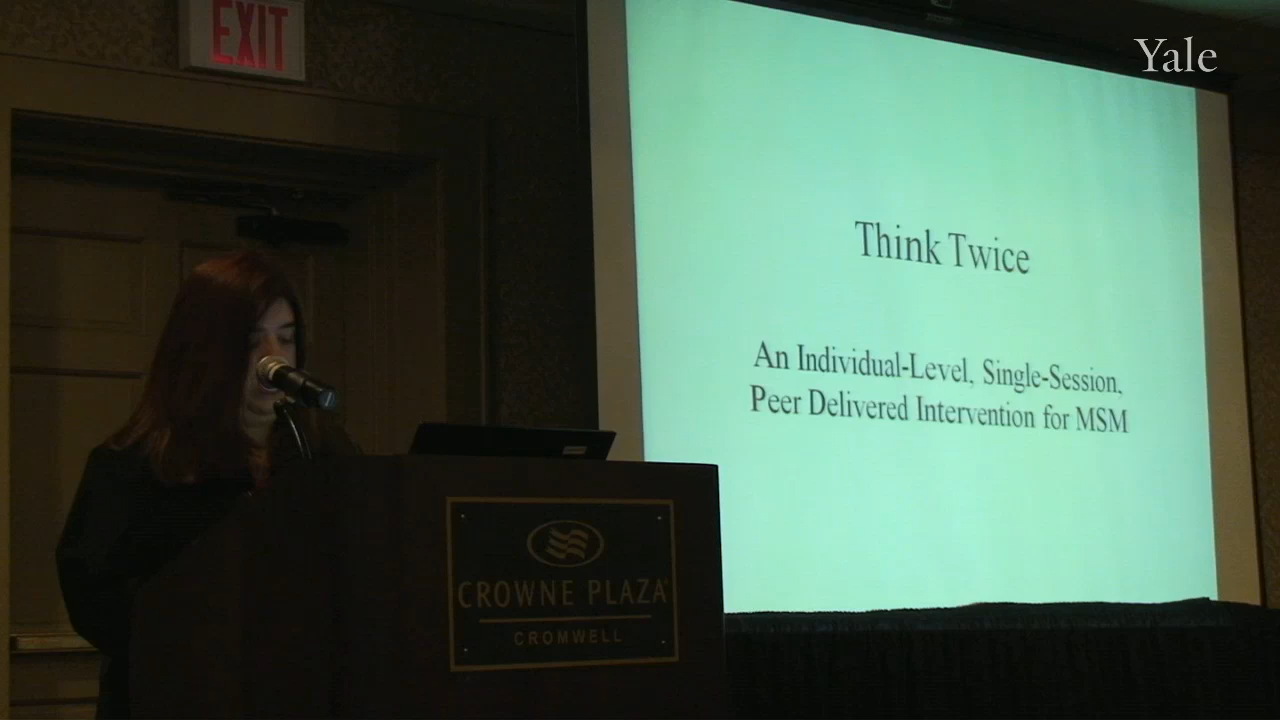 EXIT
Yale
Think Twice
An Individual-Level, Single-Session,
Peer Delivered Intervention for MSM
CROWNE PLAZA
CROMWELL